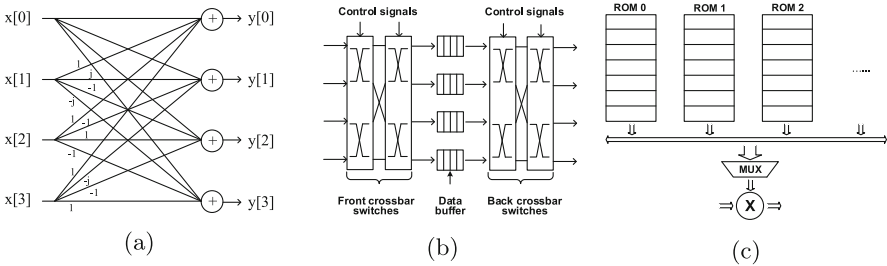 x[0]
y[0]
x[1]
y[1]
x[2]
y[2]
x[3]
y[3]
1
j
-1
-j
1
-1
1
-1
1
-j
-1
1
(a)
Control signals
Control signals
Front crossbar
switches
Data
buffer
Back crossbar
switches
(b)
ROM 0
ROM 1
ROM 2
......
MUX
X
(c)